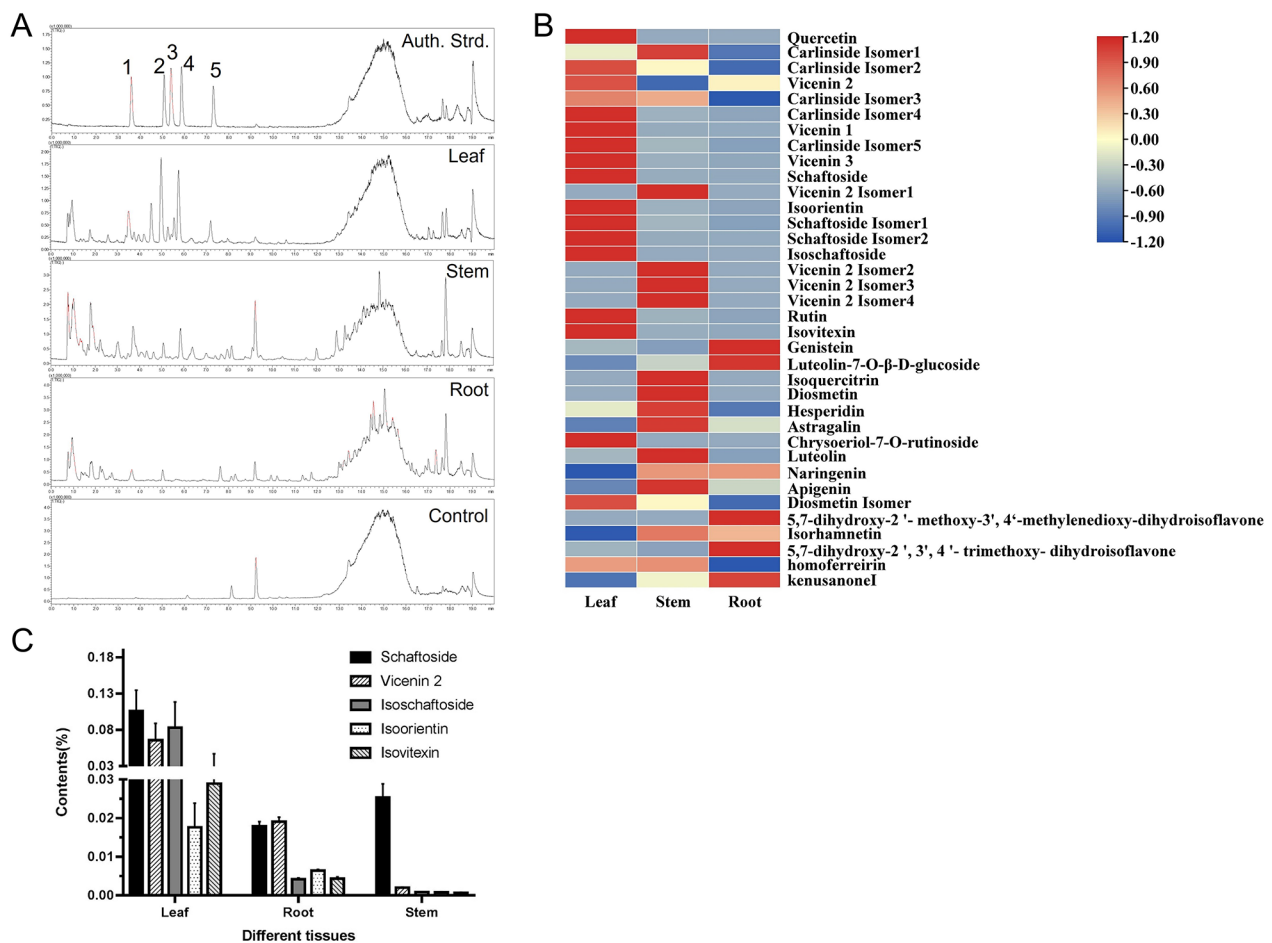 A
Auth. Strd.
1
2
3
4
5
Leaf
Stem
Root
Control
B
Quercetin
Carlinside Isomer1
Carlinside Isomer2
Vicenin 2
Carlinside Isomer3
Carlinside Isomer4
Vicenin 1
Carlinside Isomer5
Vicenin 3
Schaftoside
Vicenin 2 Isomer1
Isoorientin
Schaftoside Isomer1
Schaftoside Isomer2
Isoschaftoside
Vicenin 2 Isomer2
Vicenin 2 Isomer3
Vicenin 2 Isomer4
Rutin
Isovitexin
Genistein
Luteolin-7-O-β-D-glucoside
Isoquercitrin
Diosmetin
Hesperidin
Astragalin
Chrysoeriol-7-O-rutinoside
Luteolin
Naringenin
Apigenin
Diosmetin Isomer
5,7-dihydroxy-2 '- methoxy-3', 4‘-methylenedioxy-dihydroisoflavone
Isorhamnetin
5,7-dihydroxy-2 ', 3', 4 '- trimethoxy- dihydroisoflavone
homoferreirin
kenusanoneI
Leaf Stem Root
1.20
0.90
0.60
0.30
0.00
-0.30
-0.60
-0.90
-1.20
C
Contents(%)
0.18
0.13
0.08
0.03
0.03
0.02
0.01
0.00
Schaftoside
Vicenin 2
Isoschaftoside
Isoorientin
Isovitexin
Leaf Root Stem
Different tissues